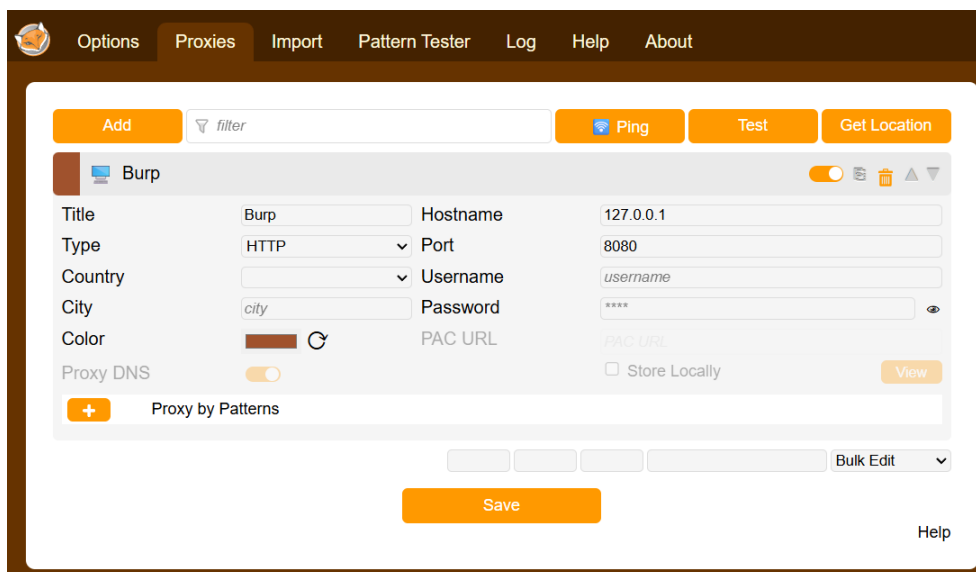 Options Proxies Import Pattern Tester Log Help About
Add filter Ping Test Get Location
Burp
Title Burp Hostname 127.0.0.1
Type HTTP Port 8080
Country Username username
City city Password ****
Color PAC URL PAC URL
Proxy DNS Store Locally View
+ Proxy by Patterns
Bulk Edit
Save
Help